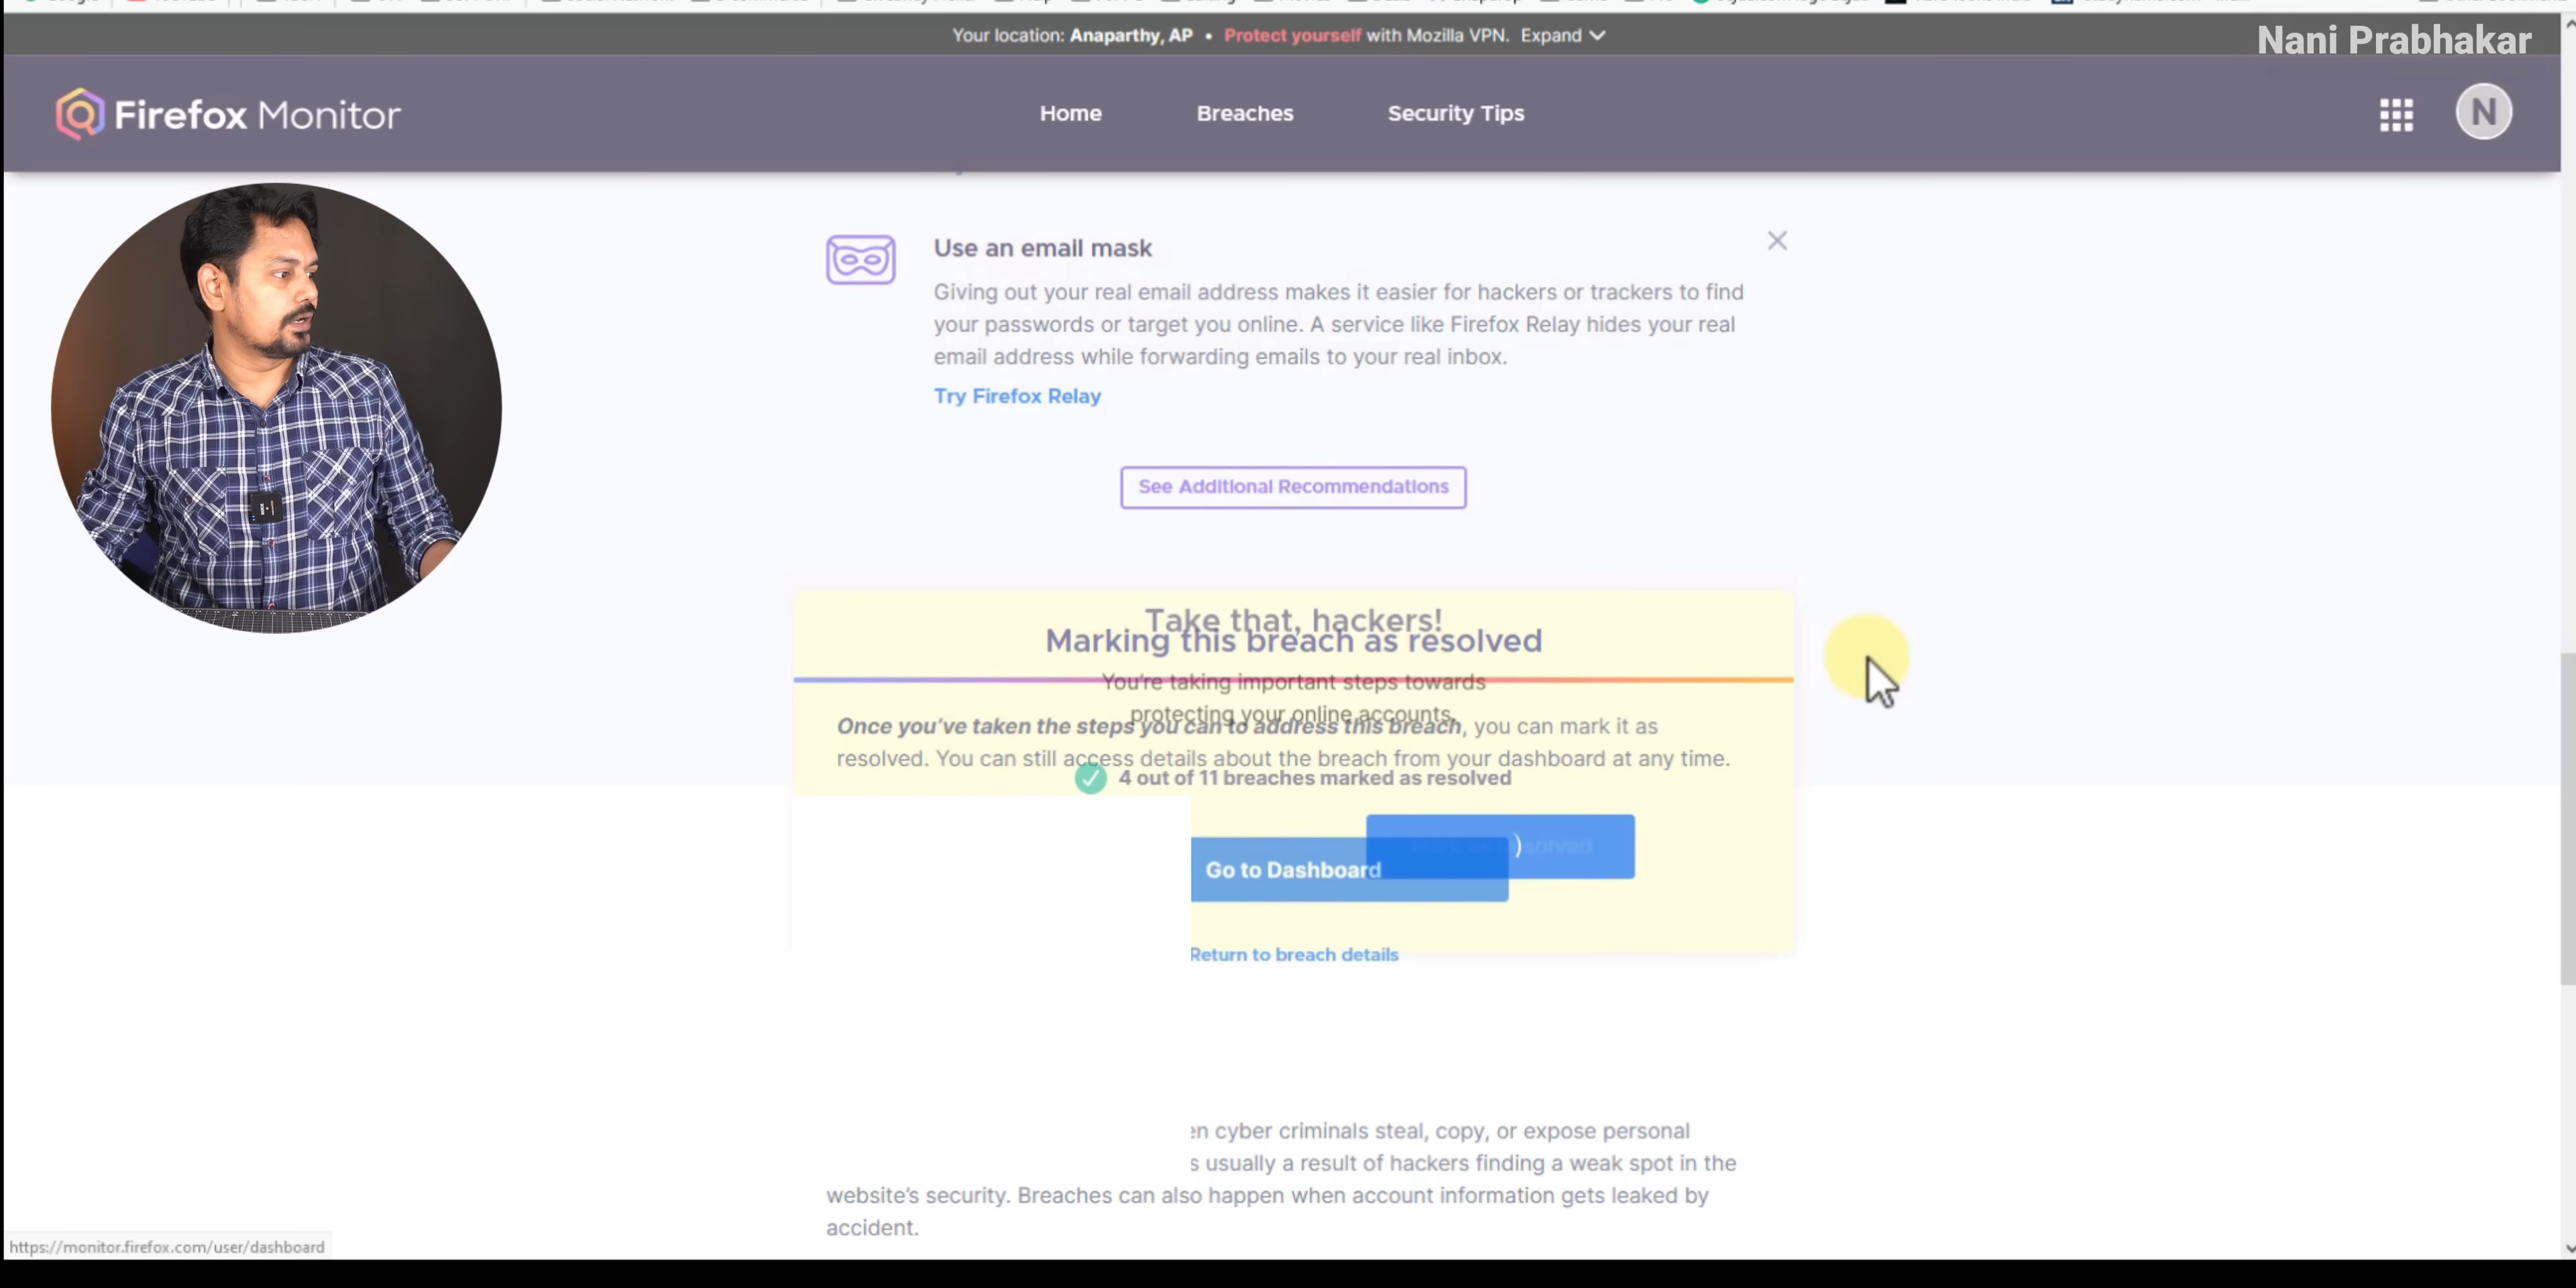 Your location: Anaparthy, AP • Protect yourself with Mozilla VPN. Expand
Nani Prabhakar
Firefox Monitor
Home
Breaches
Security Tips
N
Use an email mask
Giving out your real email address makes it easier for hackers or trackers to find
your passwords or target you online. A service like Firefox Relay hides your real
email address while forwarding emails to your real inbox.
Try Firefox Relay
See Additional Recommendations
Take that, hackers!
Marking this breach as resolved
You're taking important steps towards
protecting your online accounts.
Once you've taken the steps you can to address this breach, you can mark it as
resolved. You can still access details about the breach from your dashboard at any time.
4 out of 11 breaches marked as resolved
Go to Dashboard
Return to breach details
en cyber criminals steal, copy, or expose personal
s usually a result of hackers finding a weak spot in the
website's security. Breaches can also happen when account information gets leaked by
accident.
https://monitor.firefox.com/user/dashboard